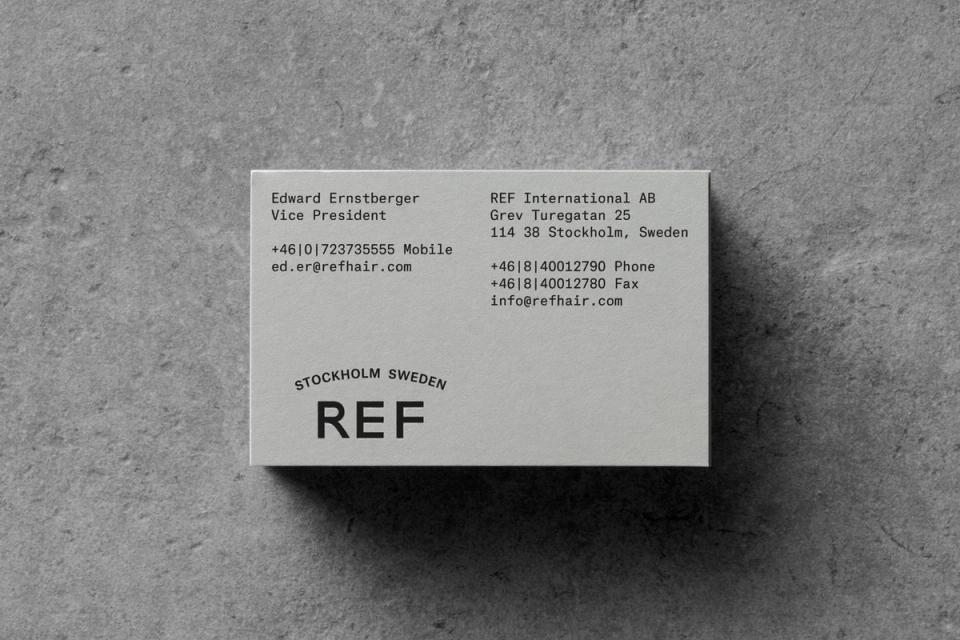 Edward Ernstberger
Vice President
+46|0|723735555 Mobile
ed.er@refhair.com
REF International AB
Grev Turegatan 25
114 38 Stockholm, Sweden
+46|8|40012790 Phone
+46|8|40012780 Fax
info@refhair.com
STOCKHOLM SWEDEN
REF